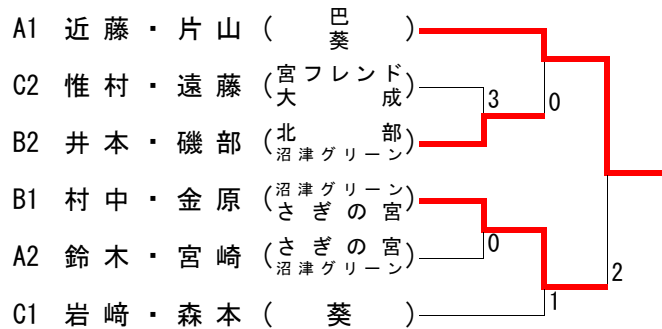 A1 近藤・片山 (巴 葵)
C2 惟村・遠藤 (宮フレンド 大成) 3 0
B2 井本・磯部 (北部 沼津グリーン)
B1 村中・金原 (沼津グリーン さぎの宮)
A2 鈴木・宮崎 (さぎの宮 沼津グリーン) 0 2
C1 岩﨑・森本 (葵) 1